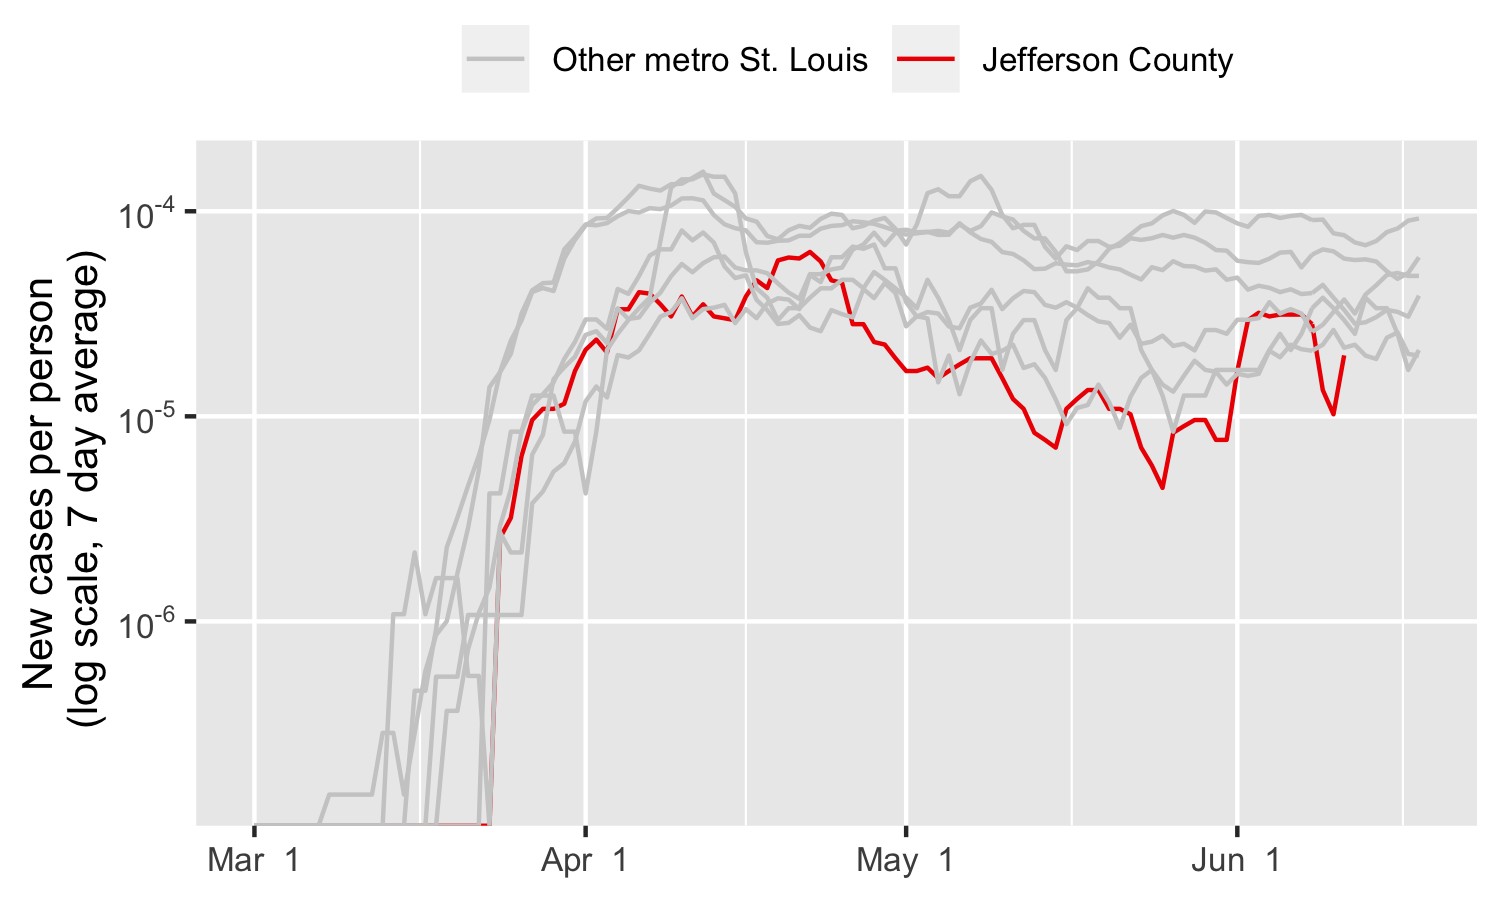 Other metro St. Louis Jefferson County
New cases per person
(log scale, 7 day average)
10⁻⁴
10⁻⁵
10⁻⁶
Mar 1 Apr 1 May 1 Jun 1